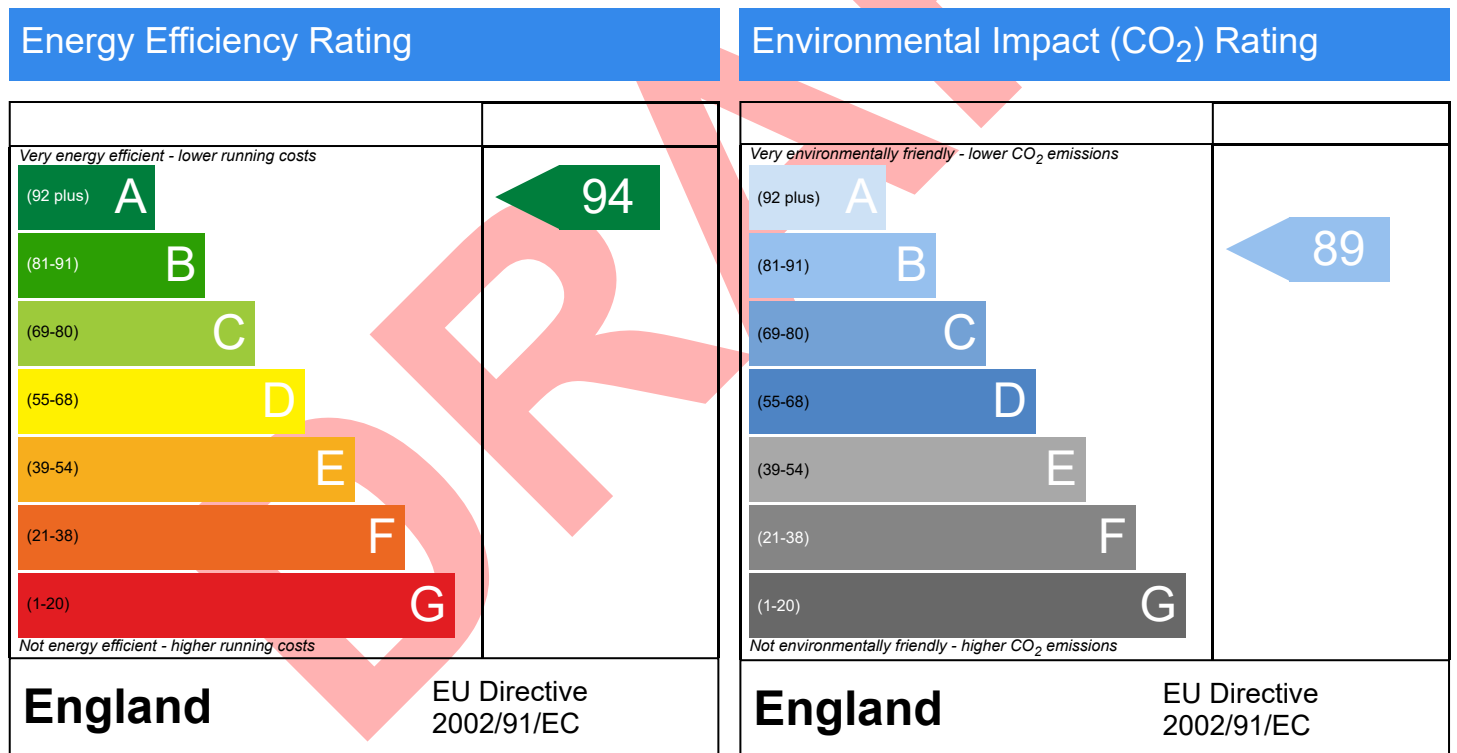 Energy Efficiency Rating
Very energy efficient - lower running costs
(92 plus) A
(81-91) B
(69-80) C
(55-68) D
(39-54) E
(21-38) F
(1-20) G
Not energy efficient - higher running costs
94
England
EU Directive
2002/91/EC
Environmental Impact (CO₂) Rating
Very environmentally friendly - lower CO₂ emissions
(92 plus) A
(81-91) B
(69-80) C
(55-68) D
(39-54) E
(21-38) F
(1-20) G
Not environmentally friendly - higher CO₂ emissions
89
England
EU Directive
2002/91/EC